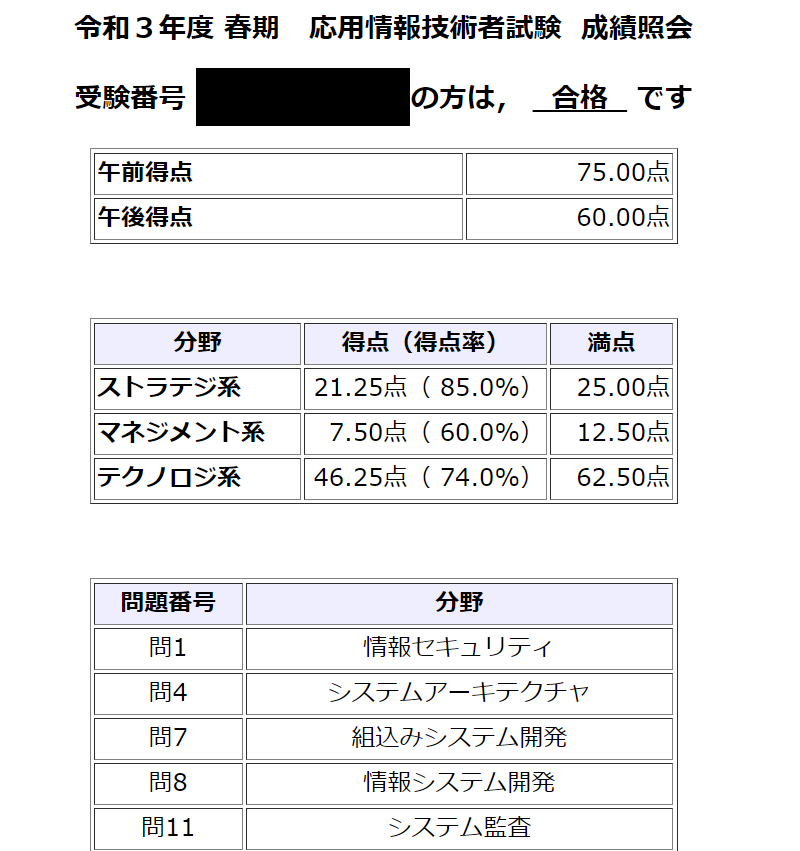 令和３年度 春期　応用情報技術者試験 成績照会
受験番号 の方は， 合格 です
午前得点 75.00点
午後得点 60.00点
分野 得点（得点率） 満点
ストラテジ系 21.25点（ 85.0%） 25.00点
マネジメント系 7.50点（ 60.0%） 12.50点
テクノロジ系 46.25点（ 74.0%） 62.50点
問題番号 分野
問1 情報セキュリティ
問4 システムアーキテクチャ
問7 組込みシステム開発
問8 情報システム開発
問11 システム監査